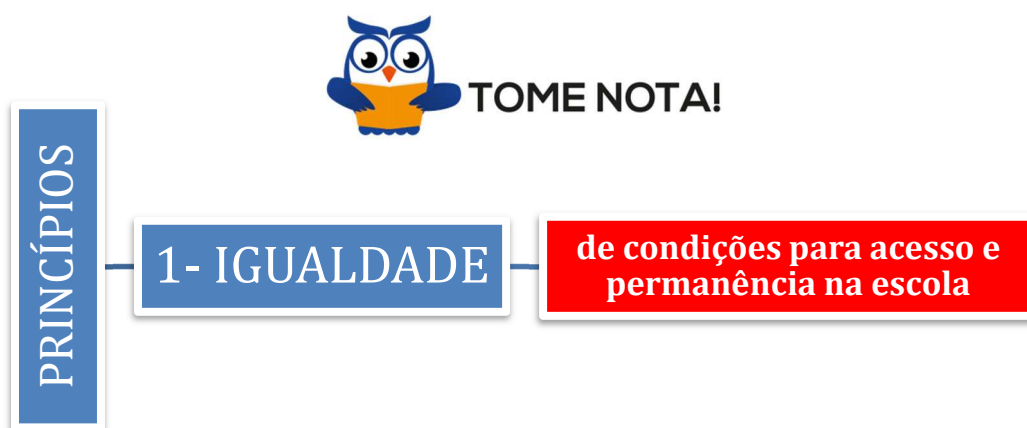 TOME NOTA!
PRINCÍPIOS
1- IGUALDADE
de condições para acesso e
permanência na escola